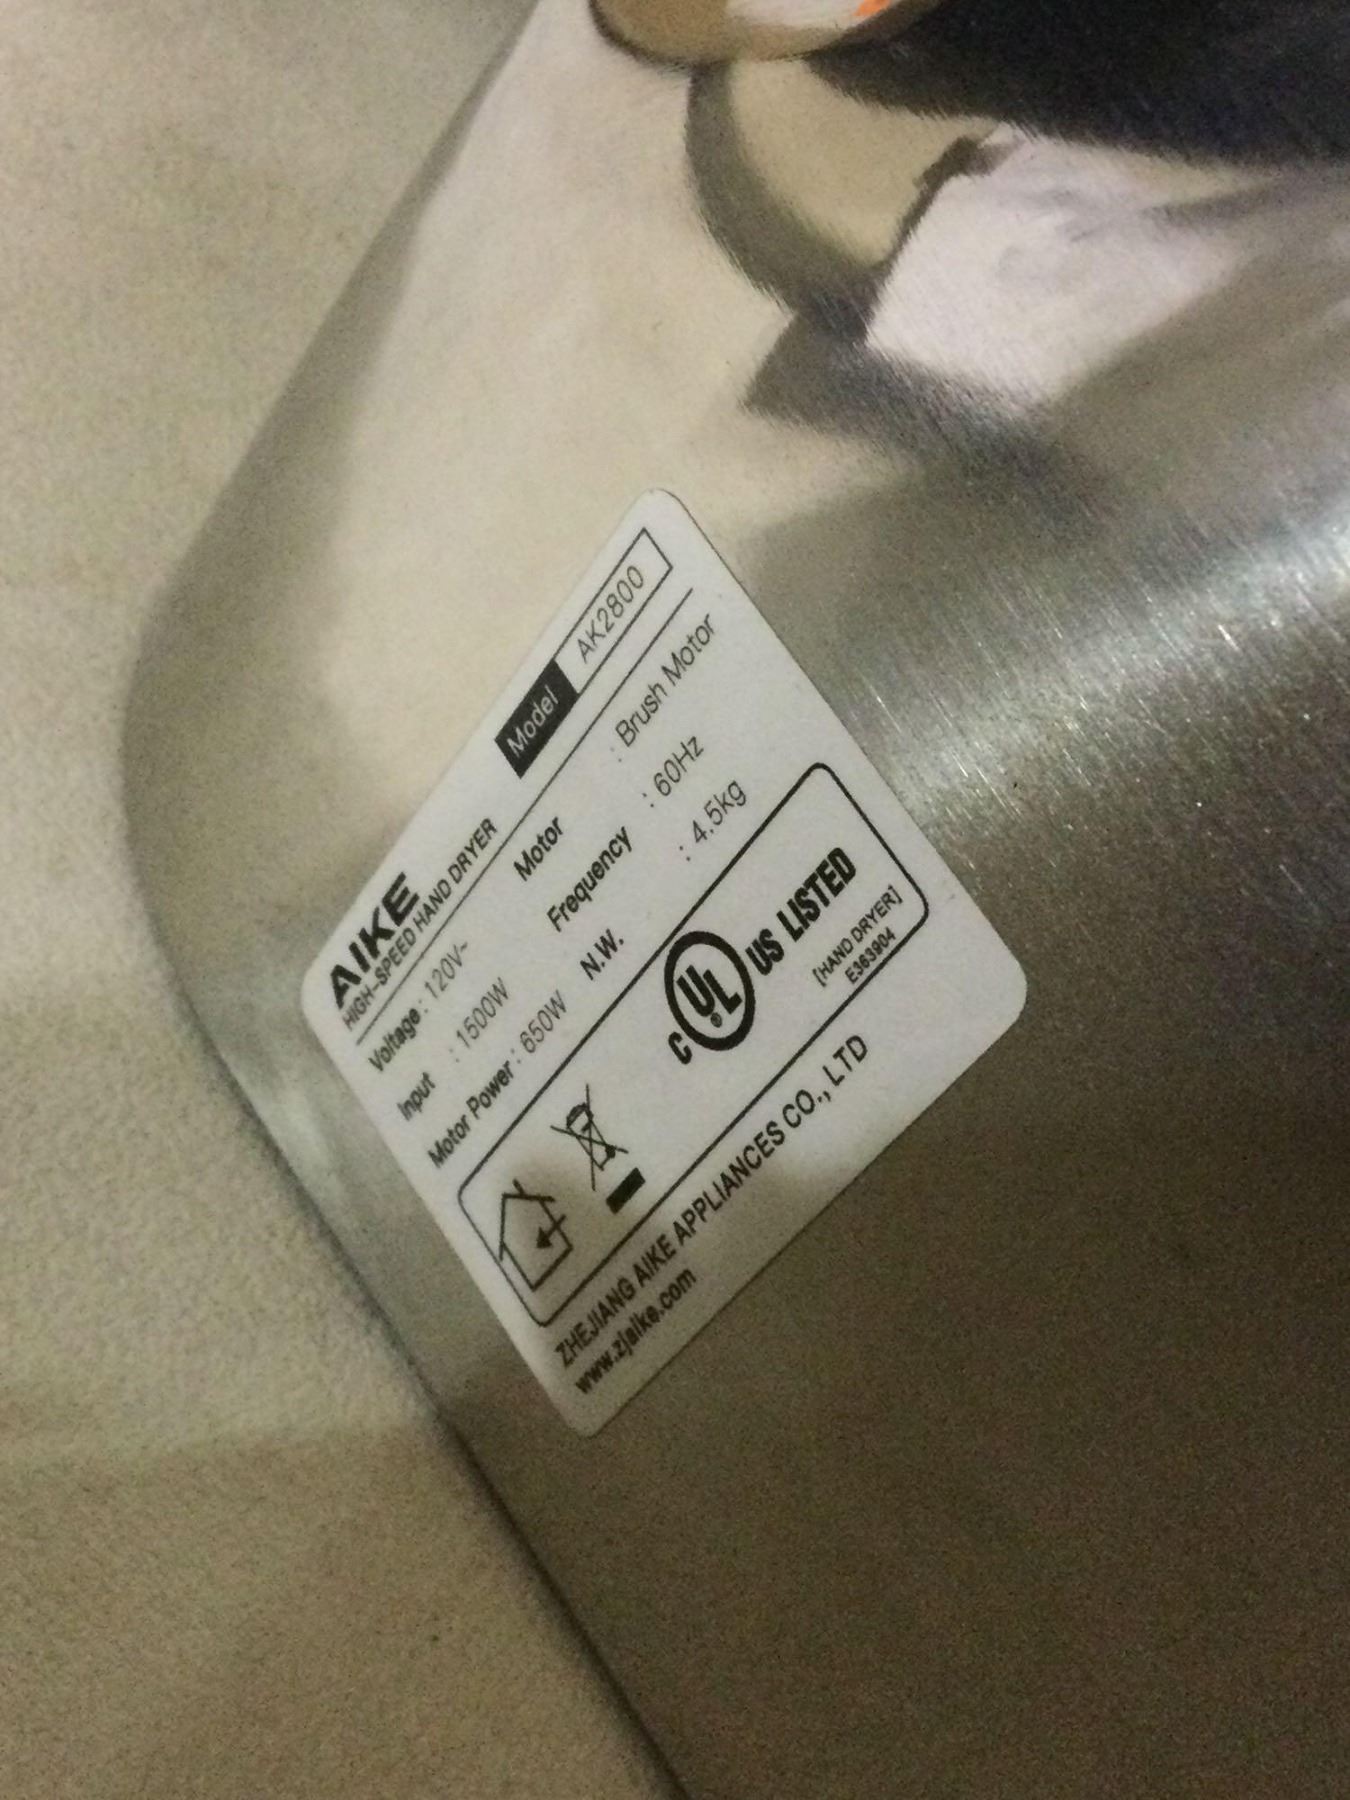 AIKE
HIGH-SPEED HAND DRYER
Model AK2800
Voltage : 120V~ Motor : Brush Motor
Input : 1500W Frequency : 60Hz
Motor Power : 650W N.W. : 4.5kg
C UL ® US LISTED
[HAND DRYER]
E363904
ZHEJIANG AIKE APPLIANCES CO., LTD
www.zjaike.com